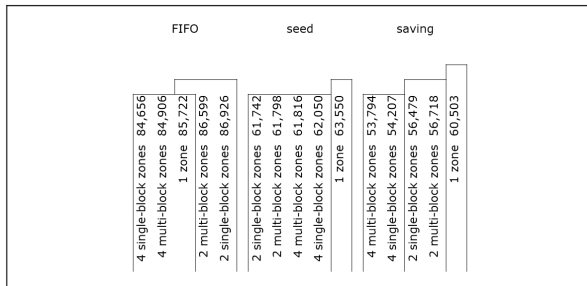 FIFO
seed
saving
4 single-block zones 84,656
4 multi-block zones 84,906
1 zone 85,722
2 multi-block zones 86,599
2 single-block zones 86,926
2 single-block zones 61,742
2 multi-block zones 61,798
4 multi-block zones 61,816
4 single-block zones 62,050
1 zone 63,550
4 multi-block zones 53,794
4 single-block zones 54,207
2 single-block zones 56,479
2 multi-block zones 56,718
1 zone 60,503